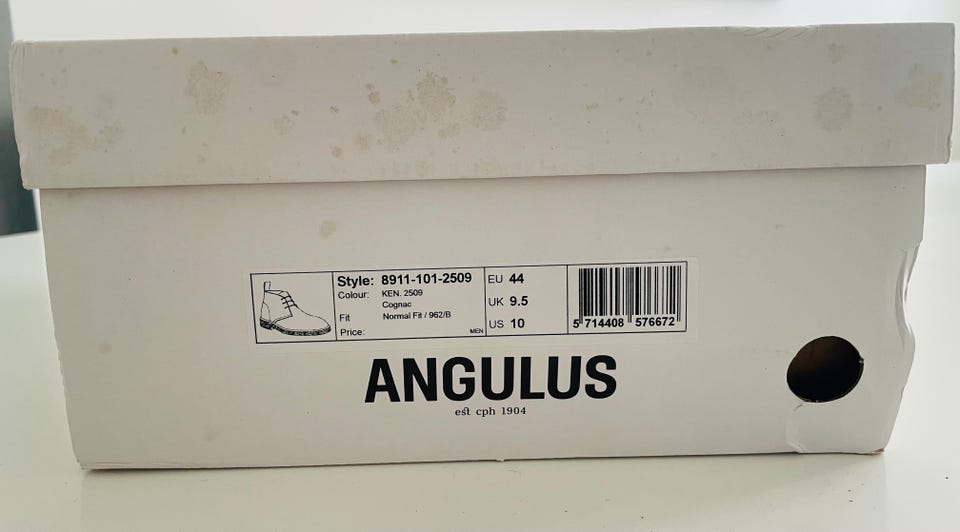 Style: 8911-101-2509
Colour: KEN. 2509
Cognac
Fit Normal Fit / 962/B
Price:
MEN
EU 44
UK 9.5
US 10
5 714408 576672
ANGULUS
est cph 1904